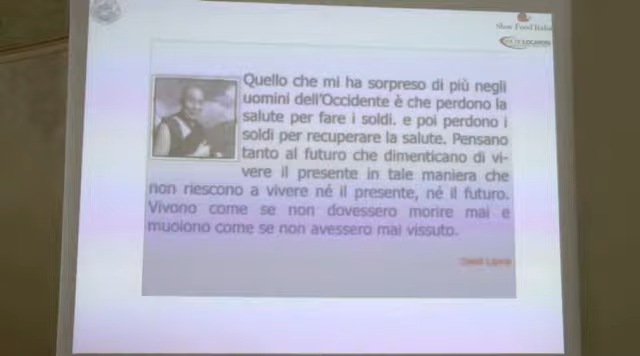 Slow Food Italia
Quello che mi ha sorpreso di più negli
uomini dell'Occidente è che perdono la
salute per fare i soldi. e poi perdono i
soldi per recuperare la salute. Pensano
tanto al futuro che dimenticano di vi-
vere il presente in tale maniera che
non riescono a vivere né il presente, né il futuro.
Vivono come se non dovessero morire mai e
muoiono come se non avessero mai vissuto.